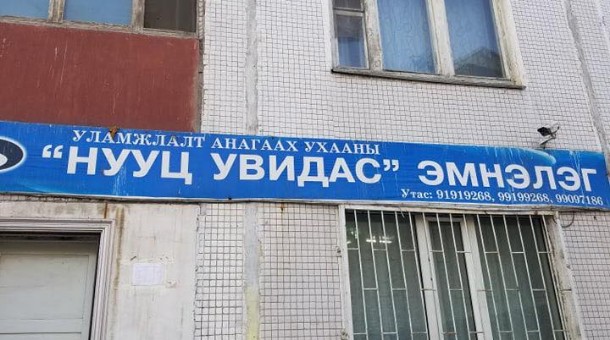 УЛАМЖЛАЛТ АНАГААХ УХААНЫ
“НУУЦ УВИДАС” ЭМНЭЛЭГ
Утас: 91919268, 99199268, 99097186